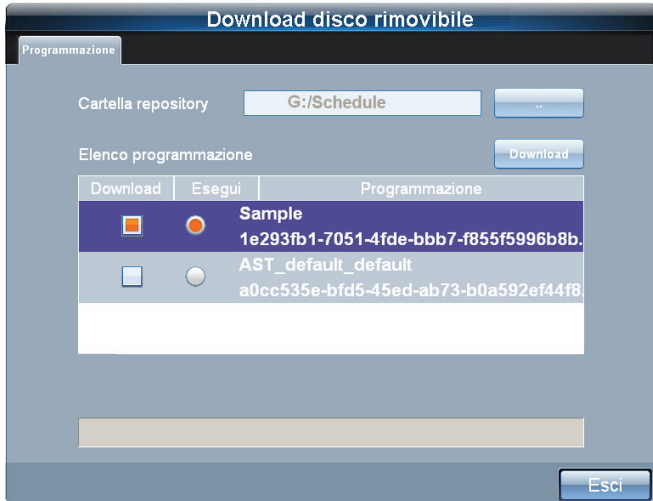 Download disco rimovibile
Programmazione
Cartella repository G:/Schedule ..
Elenco programmazione Download
Download Esegui Programmazione
Sample
1e293fb1-7051-4fde-bbb7-f855f5996b8b.
AST_default_default
a0cc535e-bfd5-45ed-ab73-b0a592ef44f8.
Esci